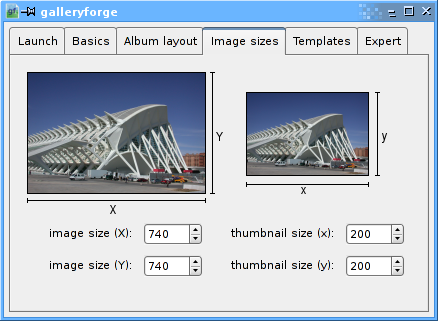 galleryforge
Launch Basics Album layout Image sizes Templates Expert
Y y
X x
image size (X): 740 thumbnail size (x): 200
image size (Y): 740 thumbnail size (y): 200